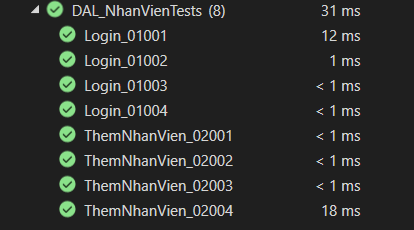 DAL_NhanVienTests (8) 31 ms
Login_01001 12 ms
Login_01002 1 ms
Login_01003 < 1 ms
Login_01004 < 1 ms
ThemNhanVien_02001 < 1 ms
ThemNhanVien_02002 < 1 ms
ThemNhanVien_02003 < 1 ms
ThemNhanVien_02004 18 ms